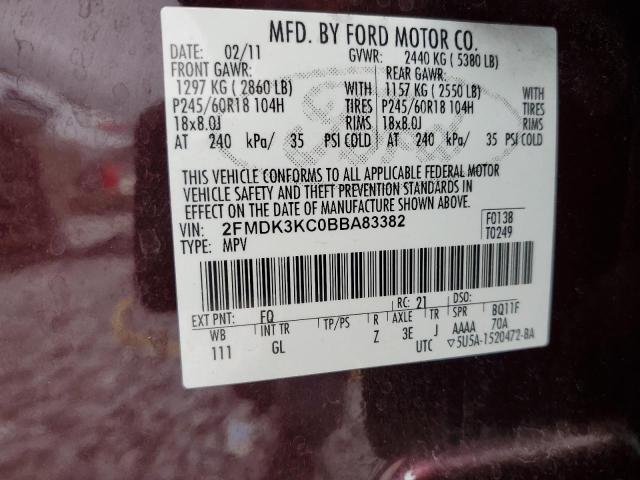 MFD. BY FORD MOTOR CO.
DATE: 02/11 GVWR: 2440 KG ( 5380 LB)
FRONT GAWR: REAR GAWR:
1297 KG ( 2860 LB) WITH 1157 KG ( 2550 LB) WITH
P245/60R18 104H TIRES P245/60R18 104H TIRES
18x8.0J RIMS 18x8.0J RIMS
AT 240 kPa/ 35 PSI COLD AT 240 kPa/ 35 PSI COLD
THIS VEHICLE CONFORMS TO ALL APPLICABLE FEDERAL MOTOR
VEHICLE SAFETY AND THEFT PREVENTION STANDARDS IN
EFFECT ON THE DATE OF MANUFACTURE SHOWN ABOVE.
VIN: 2FMDK3KC0BBA83382 F0138
TYPE: MPV T0249
EXT PNT: FQ RC: 21 DSO:
WB INT TR TP/PS R AXLE TR SPR BQ11F
111 GL Z 3E J AAAA 70A
UTC ▽5U5A-1520472-BA